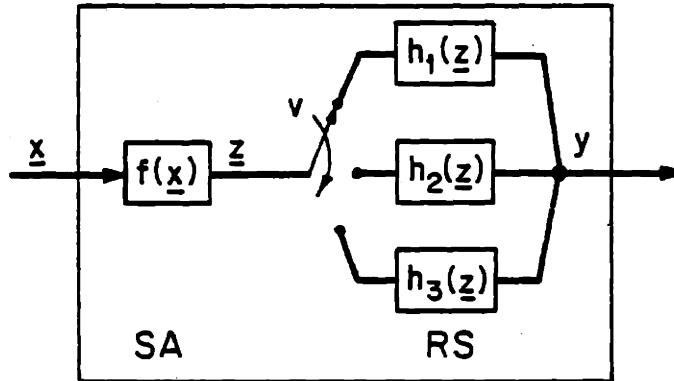 h₁(z)
v
y
x
f(x)
z
h₂(z)
h₃(z)
SA
RS